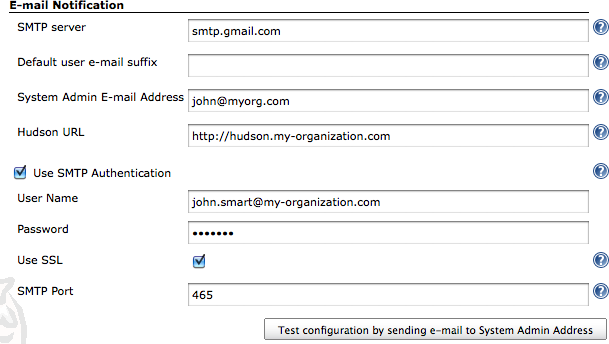 E-mail Notification
SMTP server smtp.gmail.com
Default user e-mail suffix
System Admin E-mail Address john@myorg.com
Hudson URL http://hudson.my-organization.com
Use SMTP Authentication
User Name john.smart@my-organization.com
Password •••••••
Use SSL
SMTP Port 465
Test configuration by sending e-mail to System Admin Address